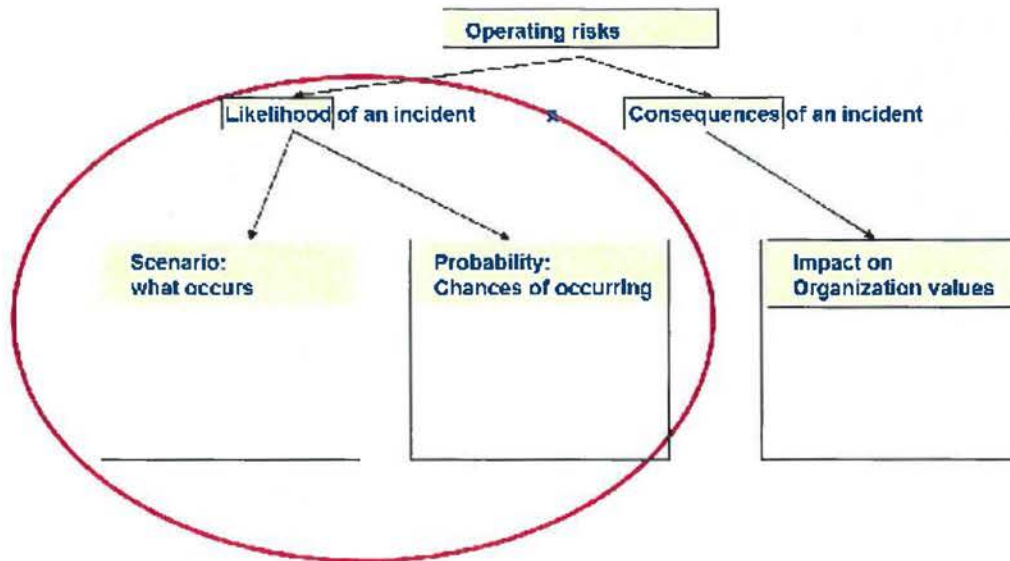 Operating risks
Likelihood of an incident
x
Consequences of an incident
Scenario:
what occurs
Probability:
Chances of occurring
Impact on
Organization values